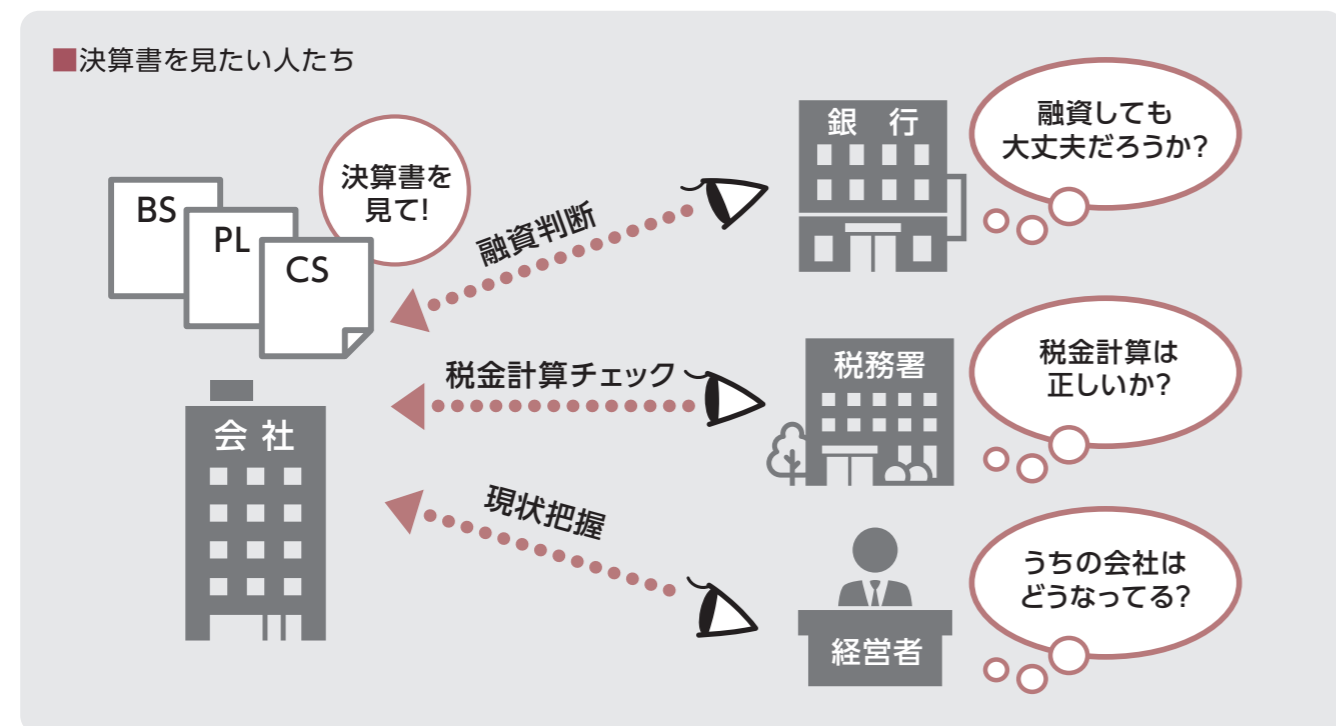 ■決算書を見たい人たち
BS
PL
CS
決算書を
見て!
会社
融資判断
銀行
融資しても
大丈夫だろうか?
税金計算チェック
税務署
税金計算は
正しいか?
現状把握
経営者
うちの会社は
どうなってる?